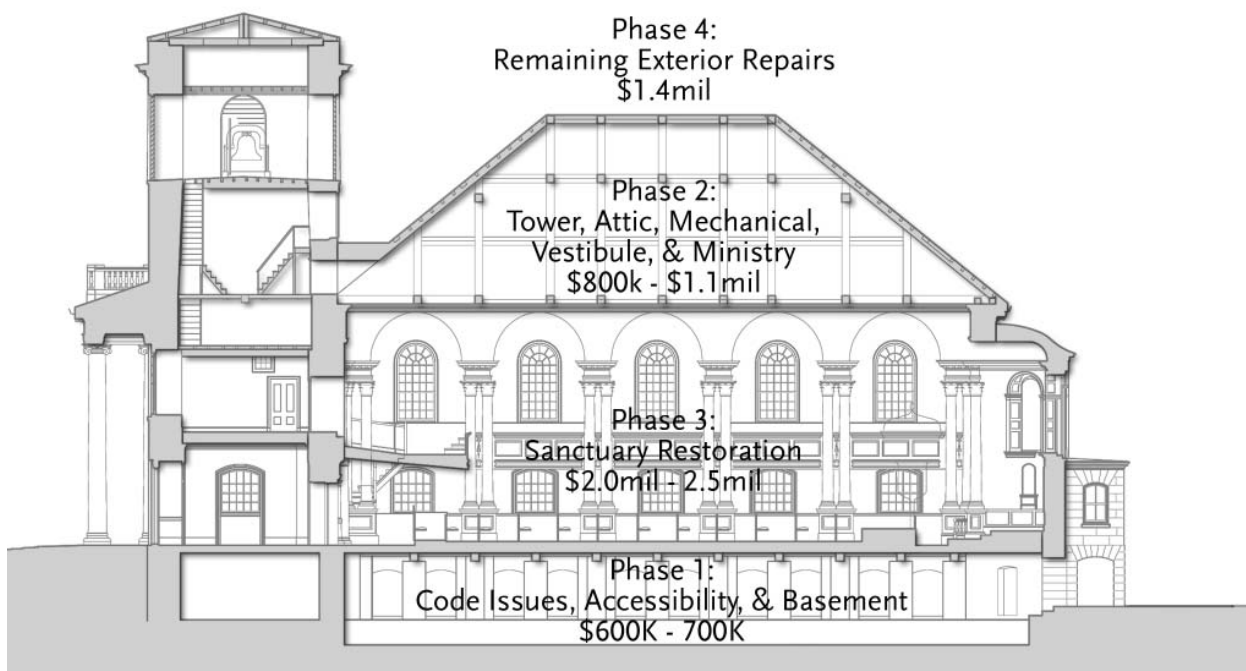 Phase 4:
Remaining Exterior Repairs
$1.4mil
Phase 2:
Tower, Attic, Mechanical,
Vestibule, & Ministry
$800k - $1.1mil
Phase 3:
Sanctuary Restoration
$2.0mil - 2.5mil
Phase 1:
Code Issues, Accessibility, & Basement
$600K - 700K